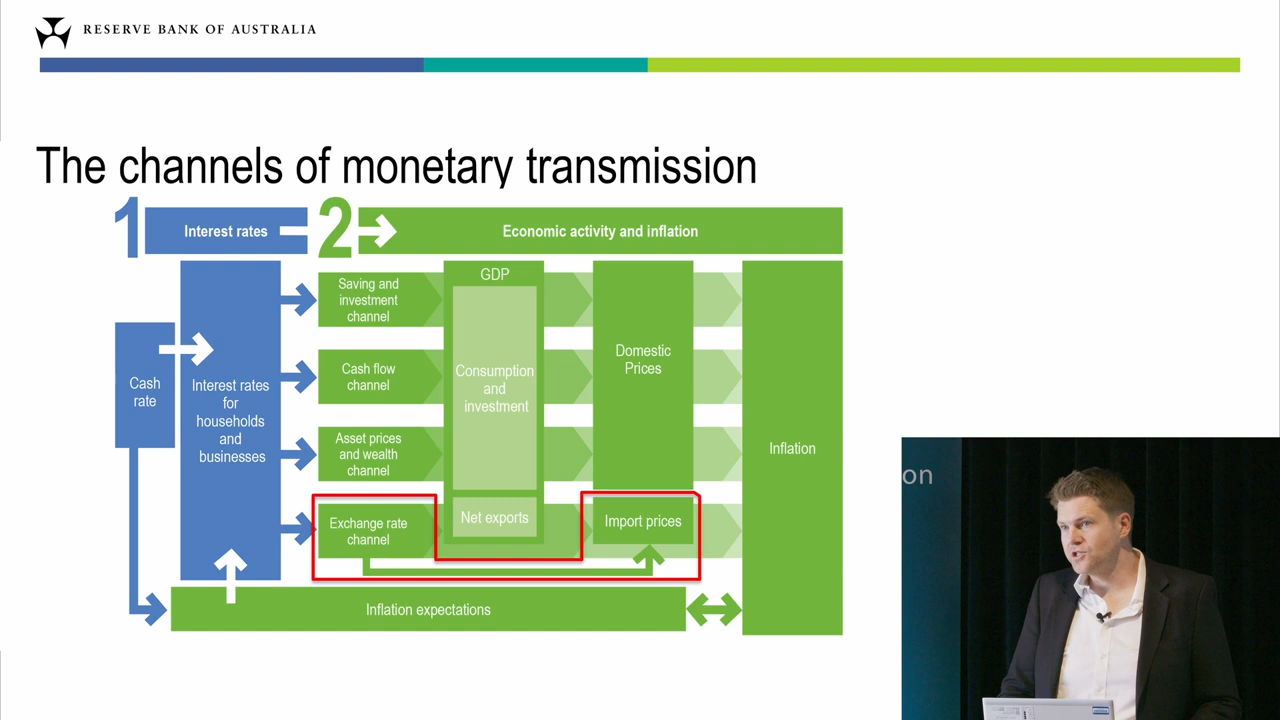 RESERVE BANK OF AUSTRALIA
The channels of monetary transmission
1
Interest rates
2
Economic activity and inflation
Cash
rate
Interest rates
for
households
and
businesses
Saving and
investment
channel
Cash flow
channel
Asset prices
and wealth
channel
Exchange rate
channel
GDP
Consumption
and
investment
Net exports
Domestic
Prices
Import prices
Inflation
Inflation expectations
on